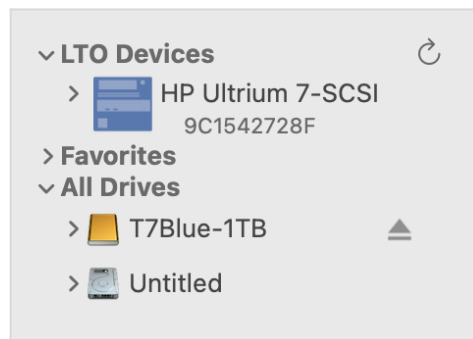 LTO Devices
HP Ultrium 7-SCSI
9C1542728F
Favorites
All Drives
T7Blue-1TB
Untitled